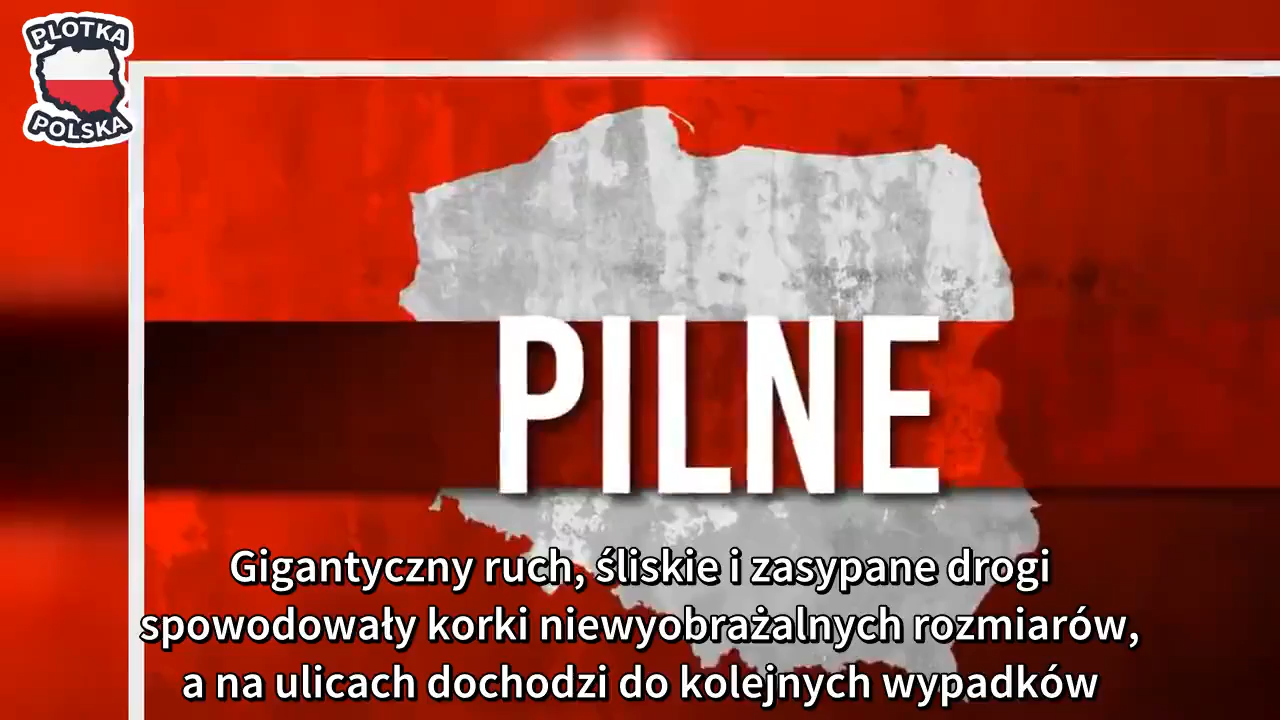 PLOTKA
POLSKA
PILNE
Gigantyczny ruch, śliskie i zasypane drogi
spowodowały korki niewyobrażalnych rozmiarów,
a na ulicach dochodzi do kolejnych wypadków